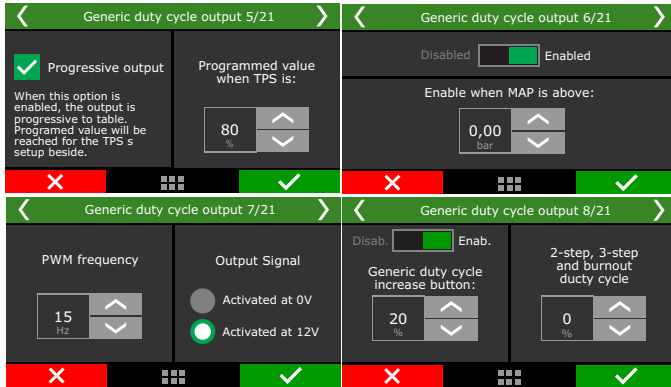 Generic duty cycle output 5/21
Progressive output
When this option is
enabled, the output is
progressive to table.
Programed value will be
reached for the TPS s
setup beside.
Programmed value
when TPS is:
80
%
Generic duty cycle output 6/21
Disabled
Enabled
Enable when MAP is above:
0,00
bar
Generic duty cycle output 7/21
PWM frequency
15
Hz
Output Signal
Activated at 0V
Activated at 12V
Generic duty cycle output 8/21
Disab.
Enab.
Generic duty cycle
increase button:
20
%
2-step, 3-step
and burnout
ducty cycle
0
%